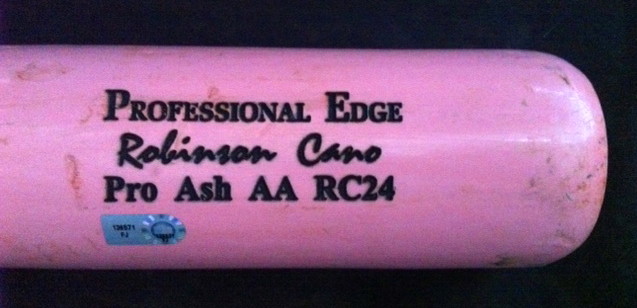 PROFESSIONAL EDGE
Robinson Cano
Pro Ash AA RC24